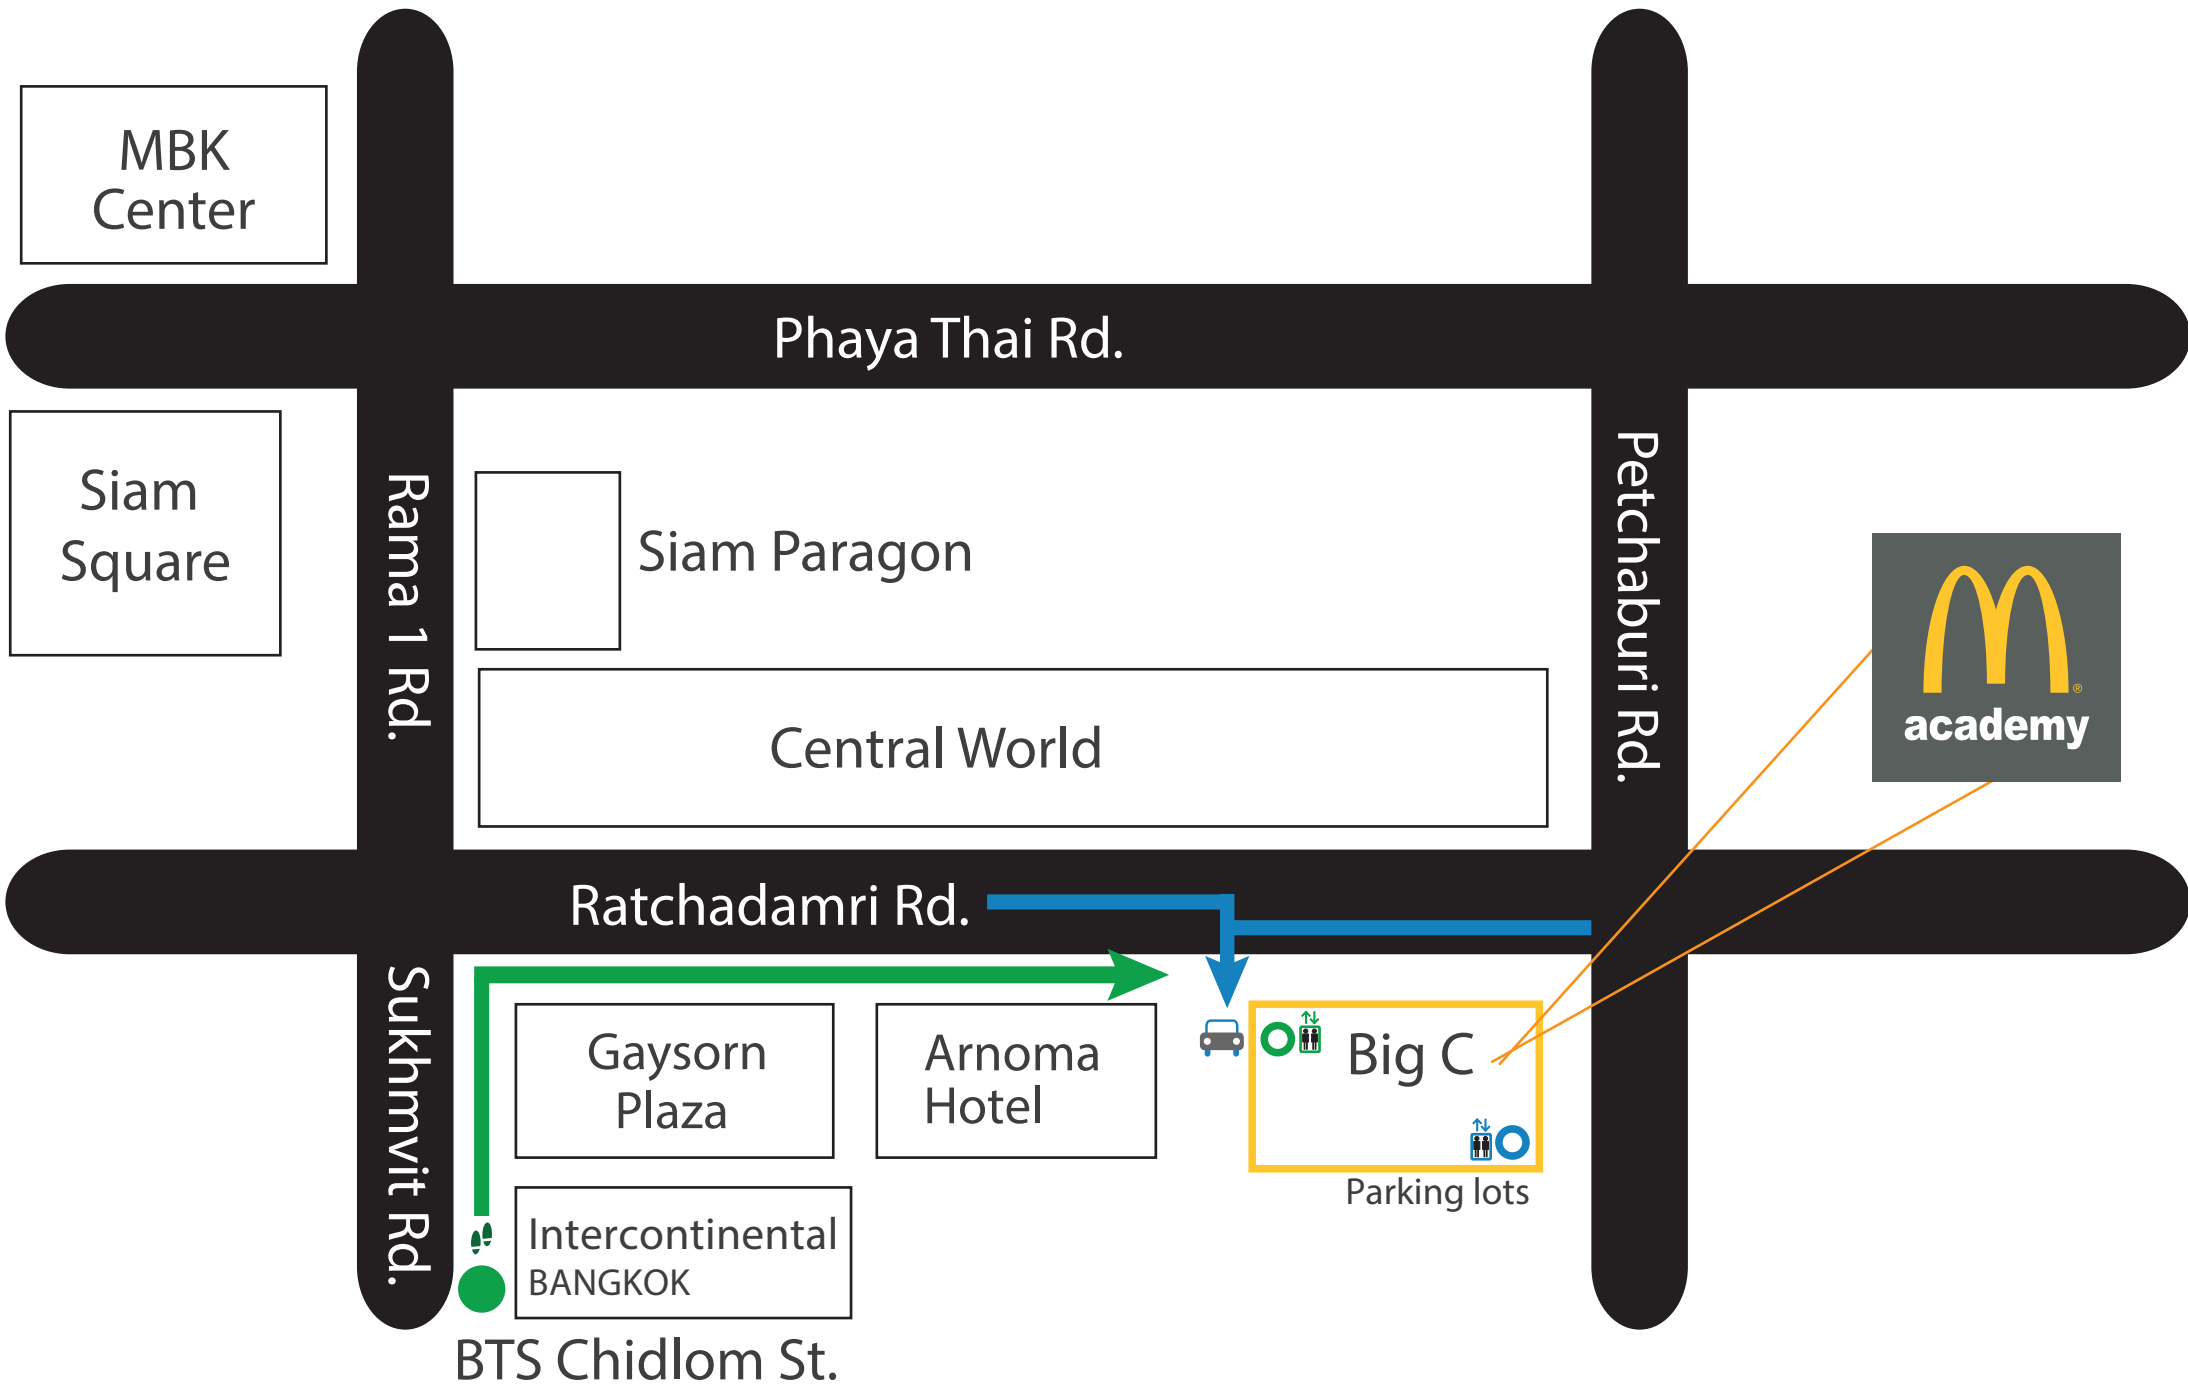 MBK
Center
Phaya Thai Rd.
Siam
Square
Rama 1 Rd.
Siam Paragon
Petchaburi Rd.
®
academy
Central World
Ratchadamri Rd.
Sukhmvit Rd.
Gaysorn
Plaza
Arnoma
Hotel
Big C
Parking lots
Intercontinental
BANGKOK
BTS Chidlom St.